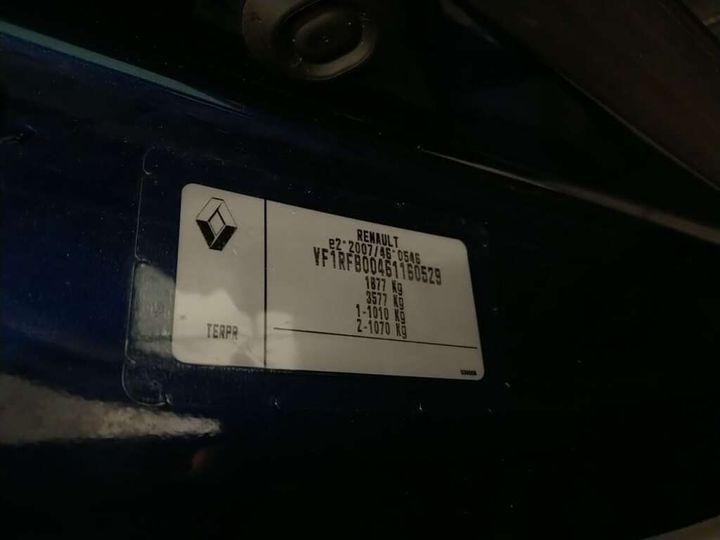 RENAULT
e2*2007/46*0546
VF1RFB00461160529
1877 Kg
3577 Kg
1-1010 Kg
2-1070 Kg
TERPR